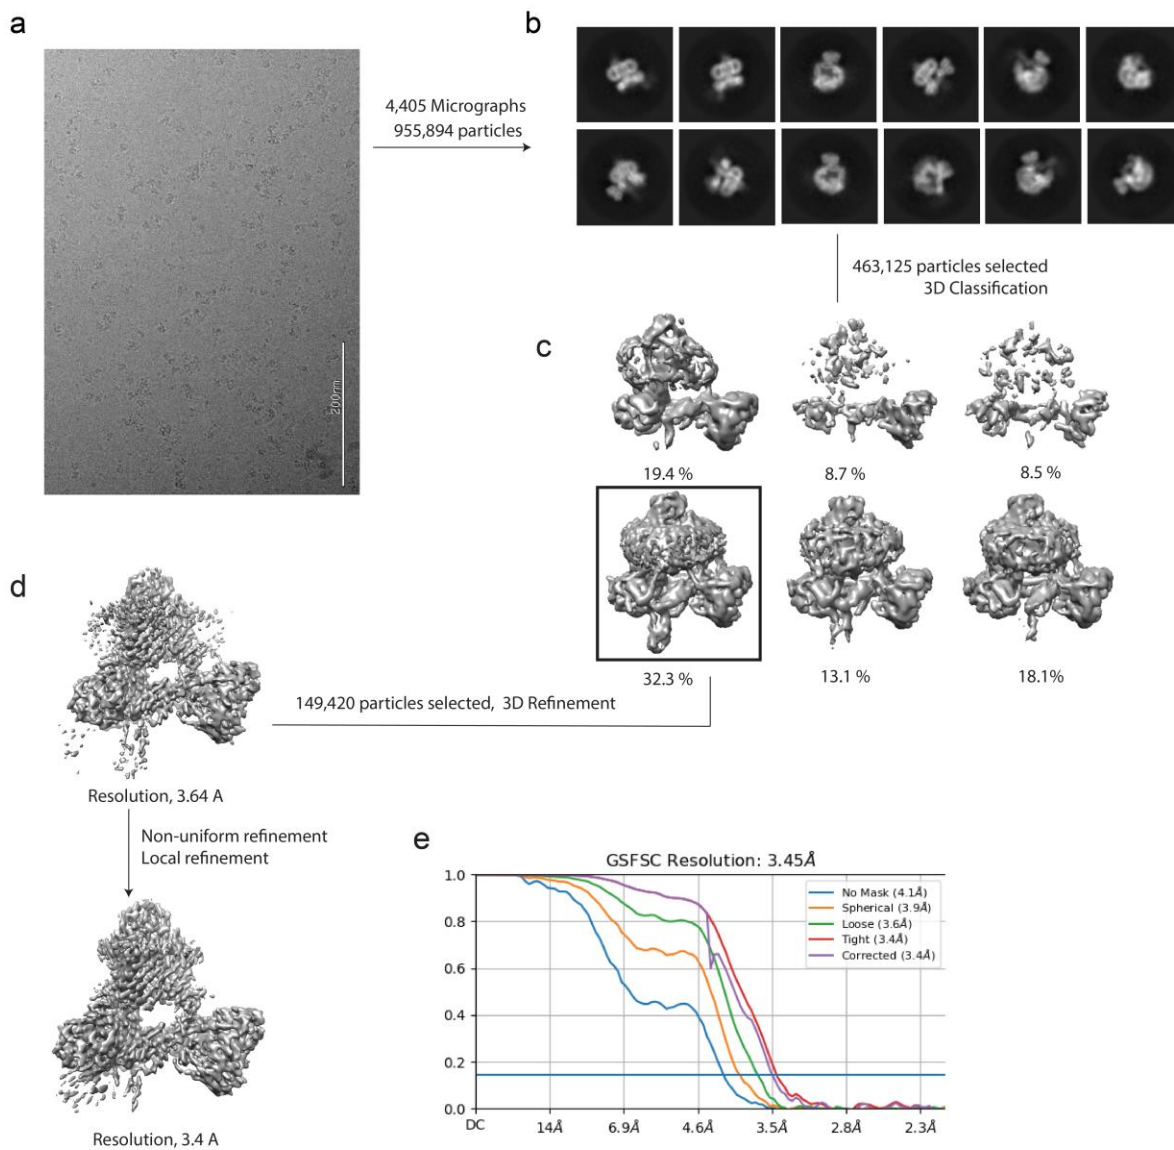 a
b
4,405 Micrographs
955,894 particles
200nm
463,125 particles selected
3D Classification
c
19.4 %
8.7 %
8.5 %
32.3 %
13.1 %
18.1%
d
149,420 particles selected, 3D Refinement
Resolution, 3.64 A
Non-uniform refinement
Local refinement
Resolution, 3.4 A
e
GSFSC Resolution: 3.45Å
No Mask (4.1Å)
Spherical (3.9Å)
Loose (3.6Å)
Tight (3.4Å)
Corrected (3.4Å)
1.0
0.8
0.6
0.4
0.2
0.0
DC
14Å
6.9Å
4.6Å
3.5Å
2.8Å
2.3Å